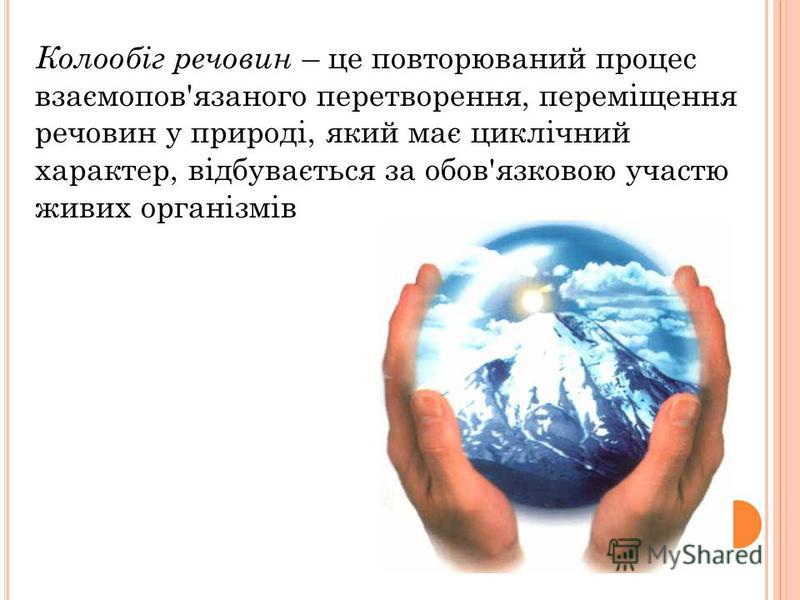 Колообіг речовин – це повторюваний процес
взаємопов'язаного перетворення, переміщення
речовин у природі, який має циклічний
характер, відбувається за обов'язковою участю
живих організмів
MyShared